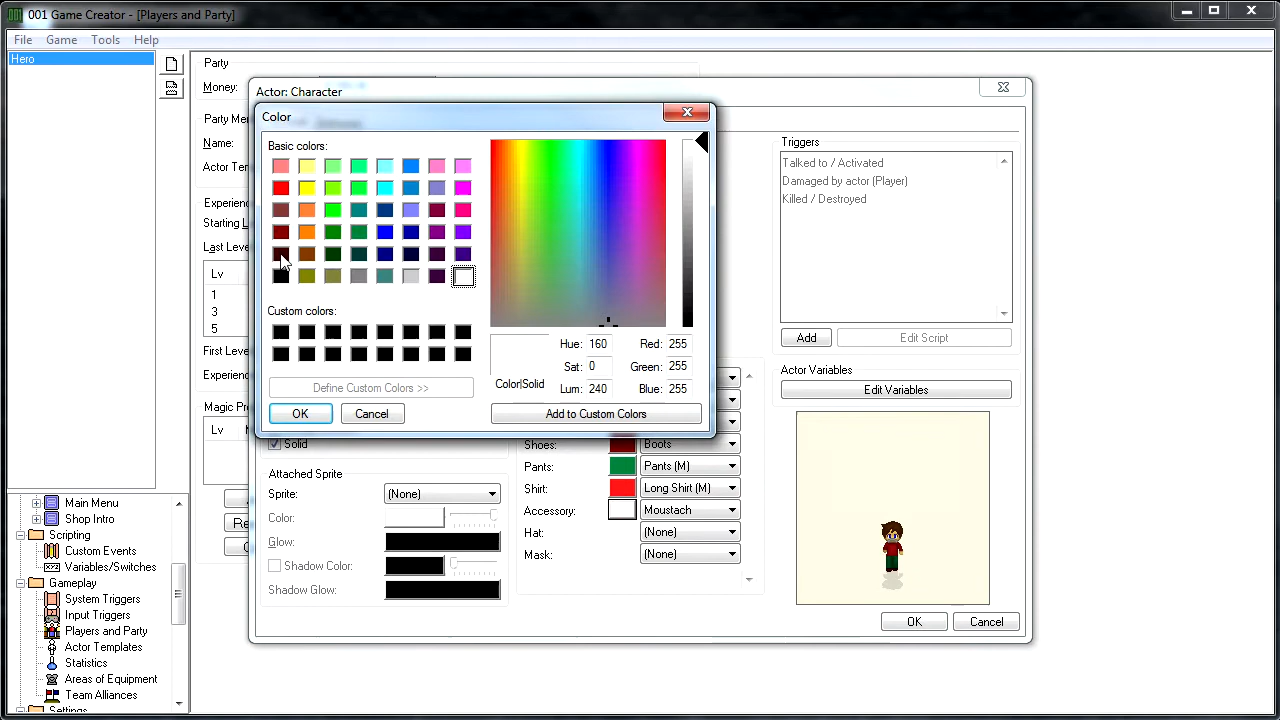 001 Game Creator - [Players and Party]
File Game Tools Help
Hero
Party
Money:
Party Me
Name:
Actor Te
Experien
Starting L
Last Leve
Lv
1
3
5
First Leve
Experien
Magic Pr
Lv
Actor: Character
Color
Basic colors:
Custom colors:
Define Custom Colors >>
OK Cancel
Hue: 160 Red: 255
Sat: 0 Green: 255
Color|Solid Lum: 240 Blue: 255
Add to Custom Colors
Triggers
Talked to / Activated
Damaged by actor (Player)
Killed / Destroyed
Add Edit Script
Actor Variables
Edit Variables
Solid
Attached Sprite
Sprite: (None)
Color:
Glow:
Shadow Color:
Shadow Glow:
Shoes: Boots
Pants: Pants (M)
Shirt: Long Shirt (M)
Accessory: Moustach
Hat: (None)
Mask: (None)
OK Cancel
Main Menu
Shop Intro
Scripting
Custom Events
Variables/Switches
Gameplay
System Triggers
Input Triggers
Players and Party
Actor Templates
Statistics
Areas of Equipment
Team Alliances
Settings